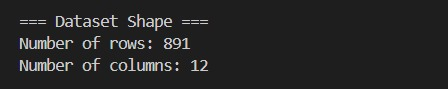 === Dataset Shape ===
Number of rows: 891
Number of columns: 12